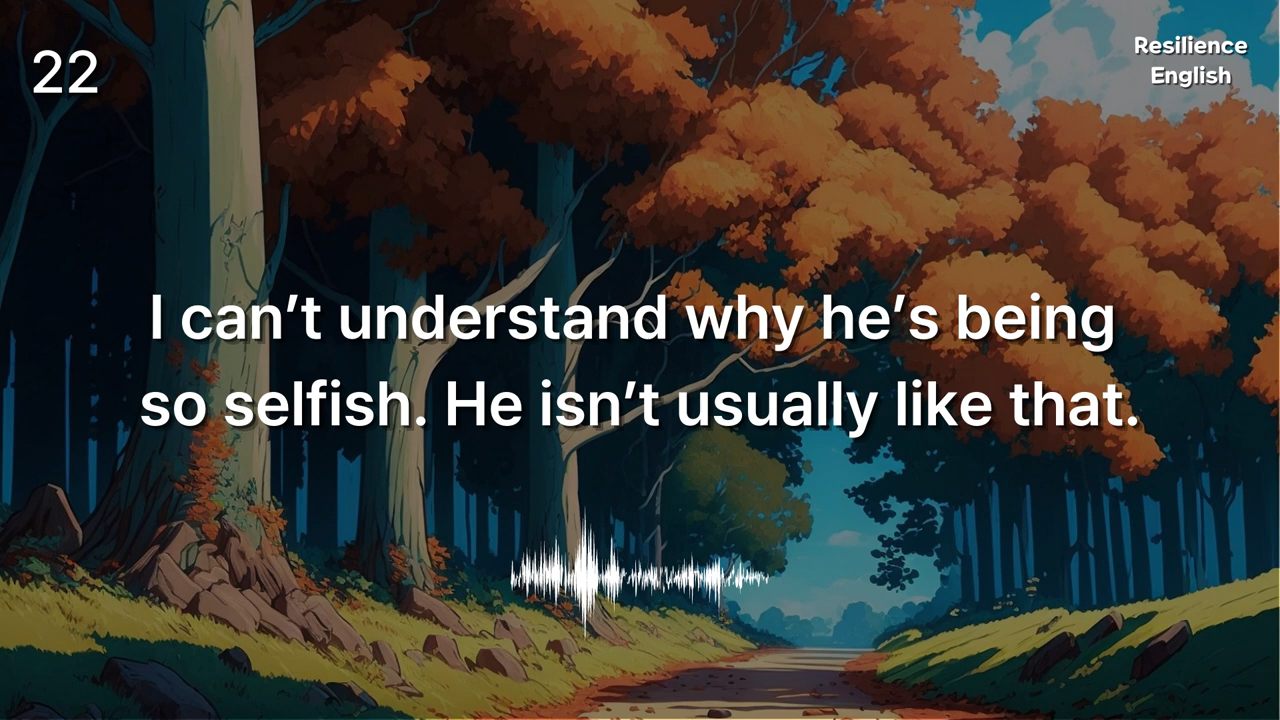 22
Resilience
English
I can’t understand why he’s being
so selfish. He isn’t usually like that.